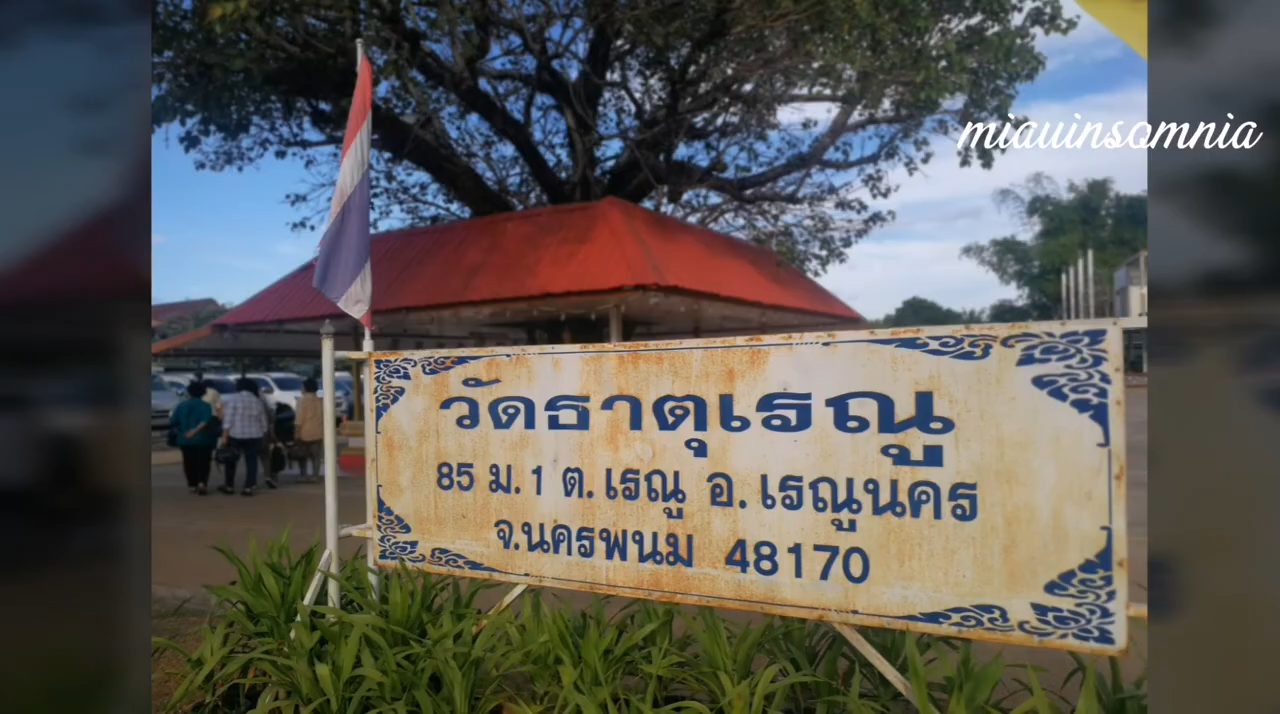 miauinsomnia
วัดธาตุเรณู
85 ม. 1 ต. เรณู อ. เรณูนคร
จ.นครพนม 48170